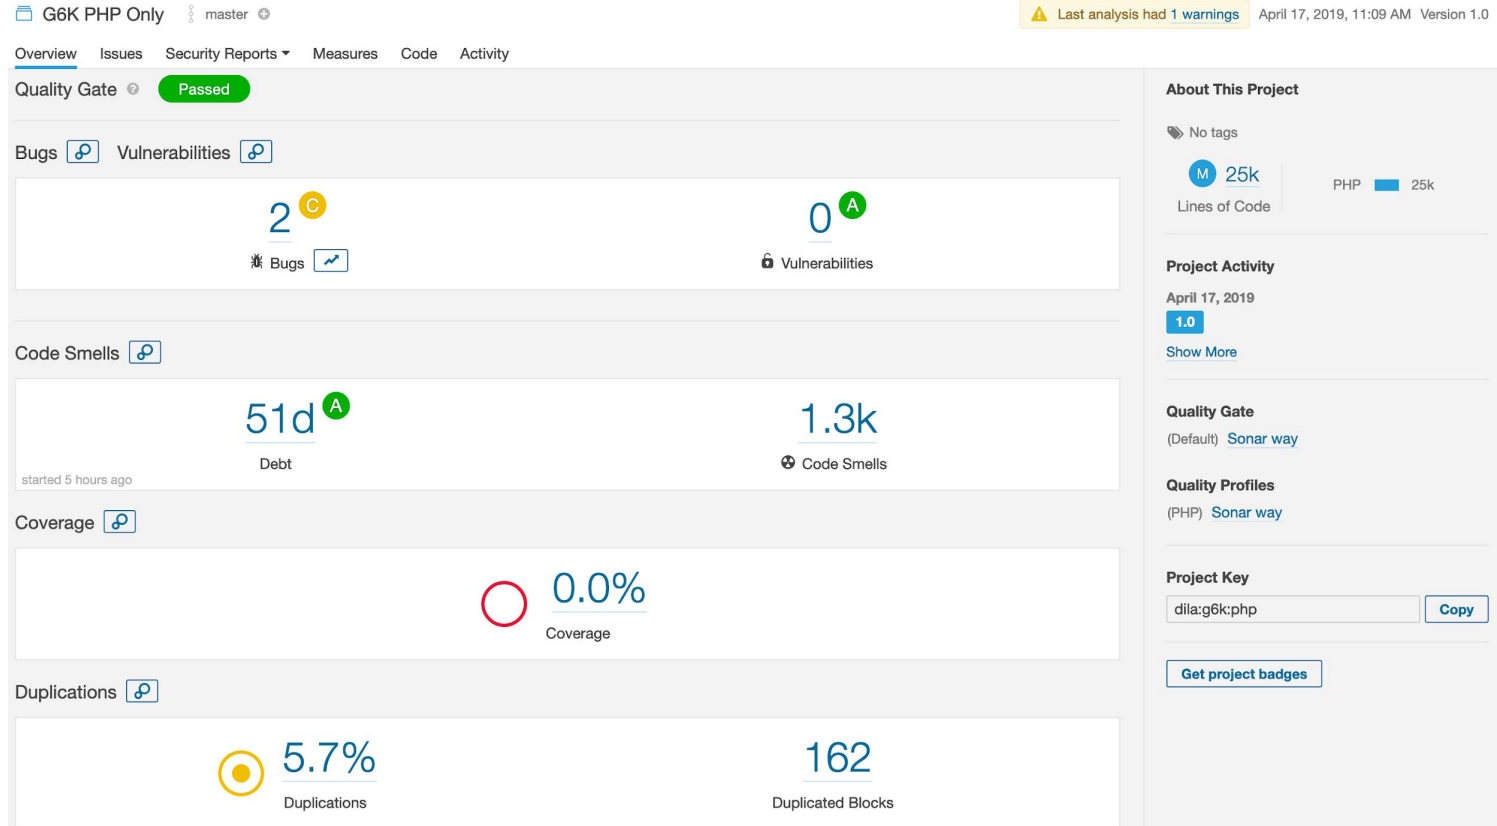 G6K PHP Only master
Last analysis had 1 warnings April 17, 2019, 11:09 AM Version 1.0
Overview Issues Security Reports Measures Code Activity
Quality Gate ? Passed
Bugs Vulnerabilities
2 C
Bugs
0 A
Vulnerabilities
Code Smells
51d A
Debt
started 5 hours ago
1.3k
Code Smells
Coverage
0.0%
Coverage
Duplications
5.7%
Duplications
162
Duplicated Blocks
About This Project
No tags
M 25k
Lines of Code
PHP 25k
Project Activity
April 17, 2019
1.0
Show More
Quality Gate
(Default) Sonar way
Quality Profiles
(PHP) Sonar way
Project Key
dila:g6k:php Copy
Get project badges